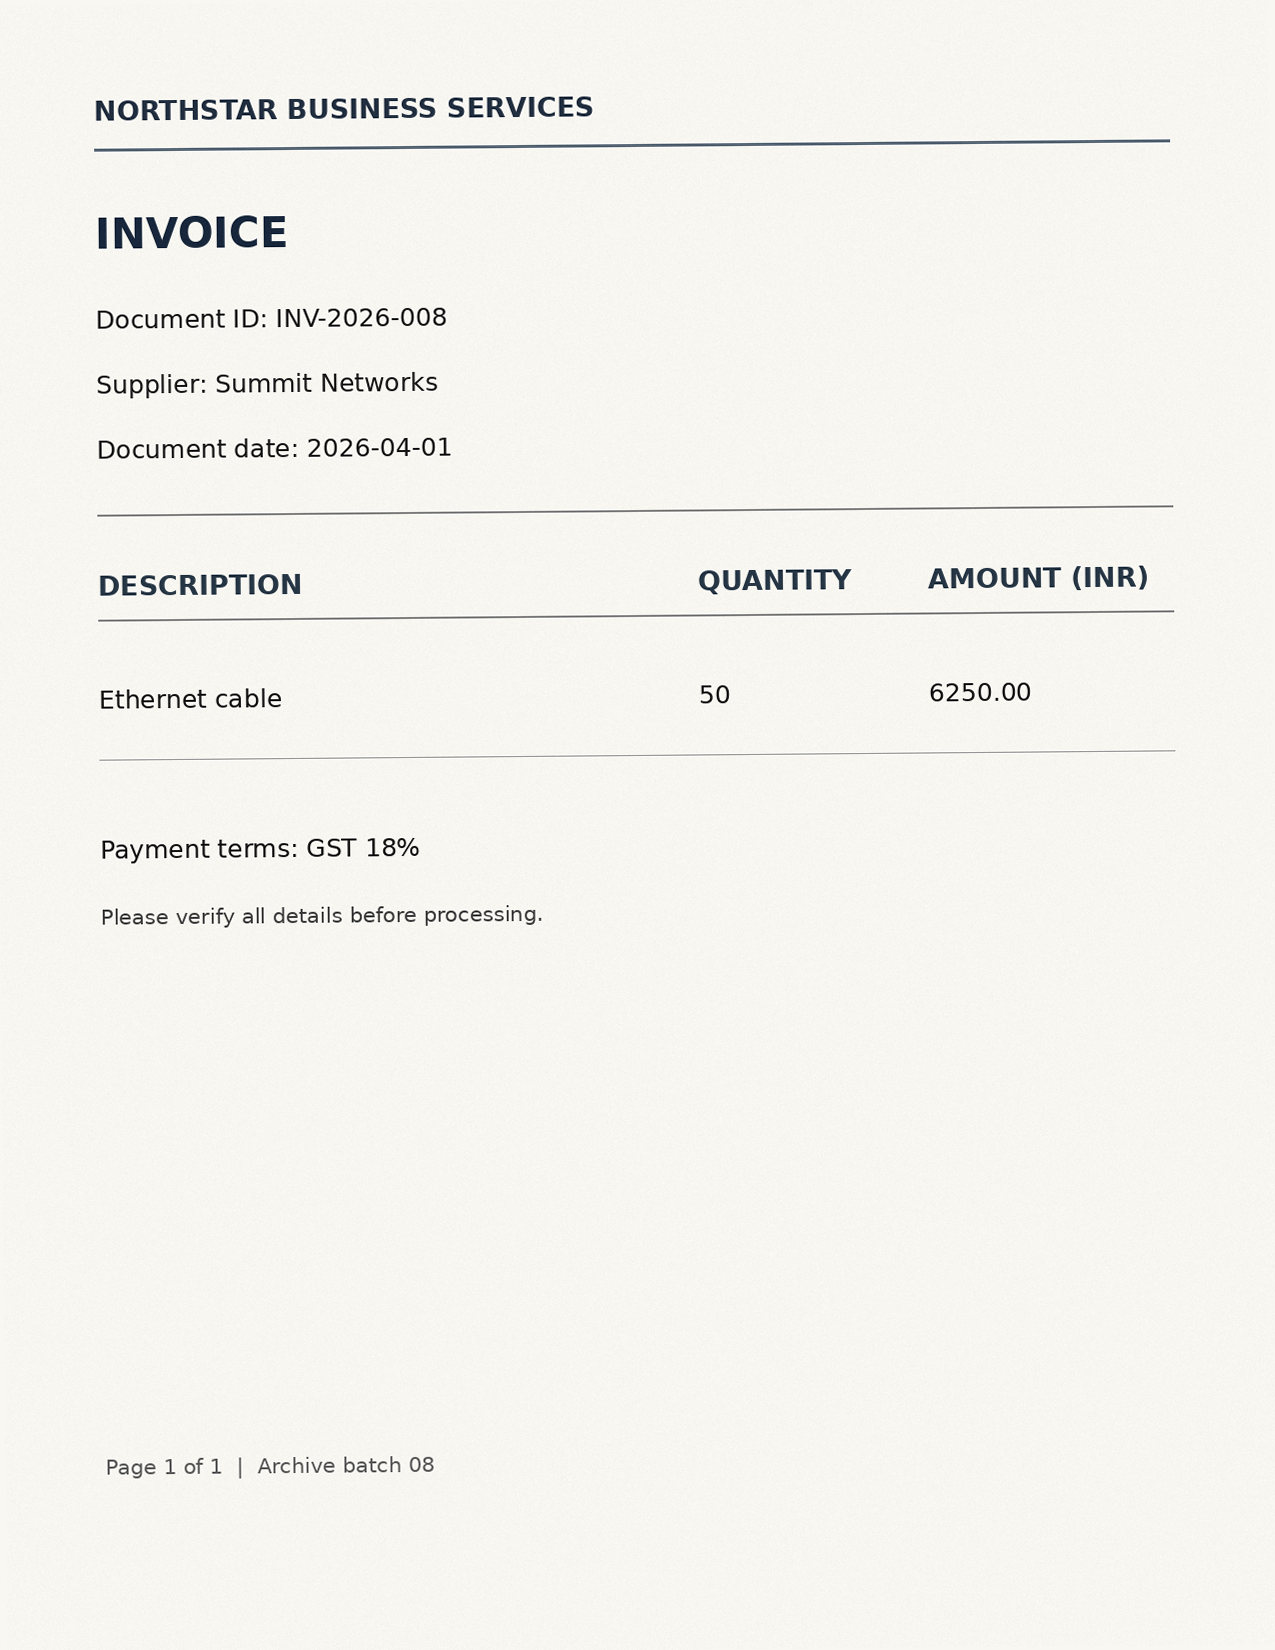 NORTHSTAR BUSINESS SERVICES
INVOICE
Document ID: INV-2026-008
Supplier: Summit Networks
Document date: 2026-04-01
DESCRIPTION QUANTITY AMOUNT (INR)
Ethernet cable 50 6250.00
Payment terms: GST 18%
Please verify all details before processing.
Page 1 of 1 | Archive batch 08